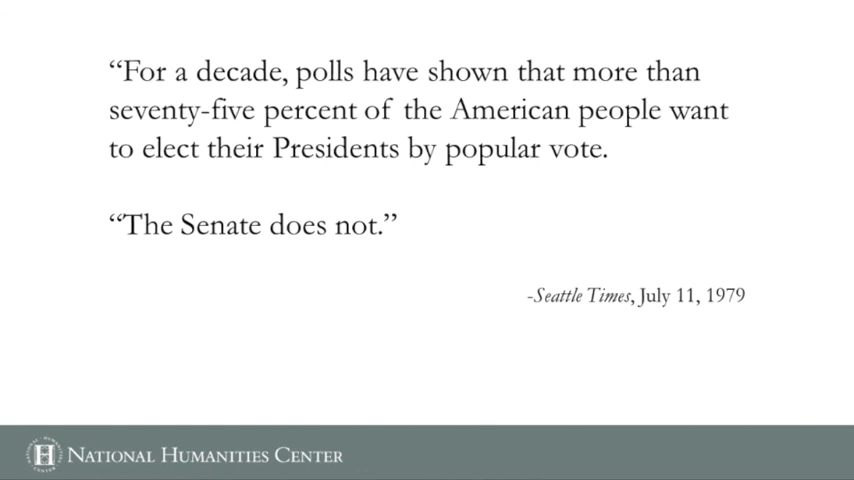 “For a decade, polls have shown that more than
seventy-five percent of the American people want
to elect their Presidents by popular vote.
“The Senate does not.”
-Seattle Times, July 11, 1979
NATIONAL HUMANITIES CENTER